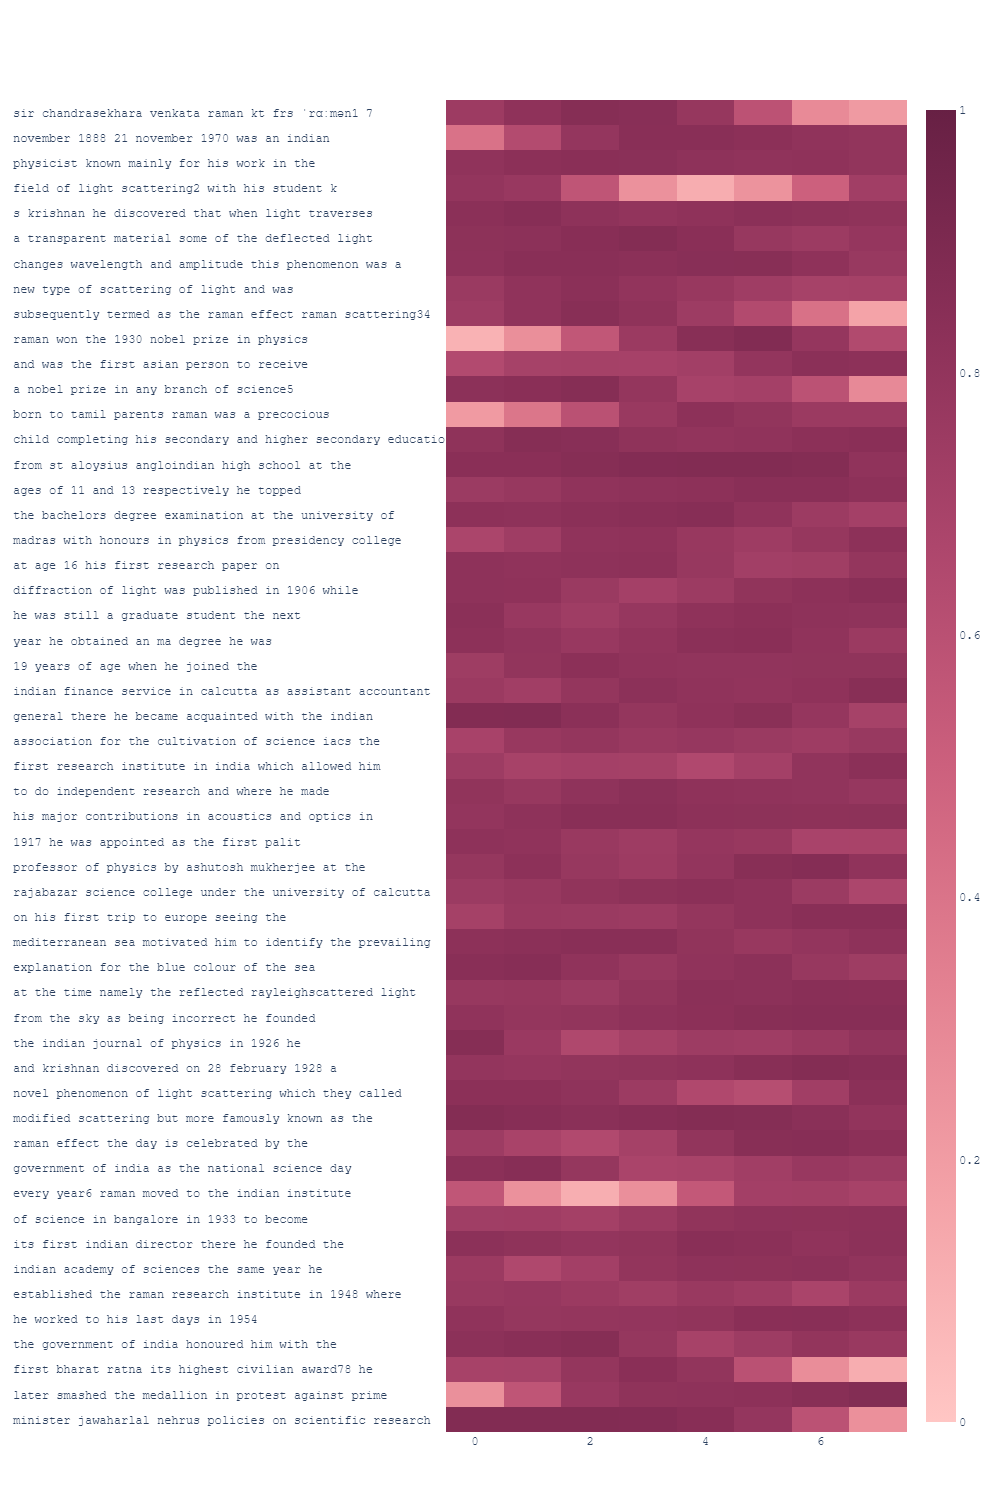 sir chandrasekhara venkata raman kt frs ˈrɑːmən1 7
november 1888 21 november 1970 was an indian
physicist known mainly for his work in the
field of light scattering2 with his student k
s krishnan he discovered that when light traverses
a transparent material some of the deflected light
changes wavelength and amplitude this phenomenon was a
new type of scattering of light and was
subsequently termed as the raman effect raman scattering34
raman won the 1930 nobel prize in physics
and was the first asian person to receive
a nobel prize in any branch of science5
born to tamil parents raman was a precocious
child completing his secondary and higher secondary educatio
from st aloysius angloindian high school at the
ages of 11 and 13 respectively he topped
the bachelors degree examination at the university of
madras with honours in physics from presidency college
at age 16 his first research paper on
diffraction of light was published in 1906 while
he was still a graduate student the next
year he obtained an ma degree he was
19 years of age when he joined the
indian finance service in calcutta as assistant accountant
general there he became acquainted with the indian
association for the cultivation of science iacs the
first research institute in india which allowed him
to do independent research and where he made
his major contributions in acoustics and optics in
1917 he was appointed as the first palit
professor of physics by ashutosh mukherjee at the
rajabazar science college under the university of calcutta
on his first trip to europe seeing the
mediterranean sea motivated him to identify the prevailing
explanation for the blue colour of the sea
at the time namely the reflected rayleighscattered light
from the sky as being incorrect he founded
the indian journal of physics in 1926 he
and krishnan discovered on 28 february 1928 a
novel phenomenon of light scattering which they called
modified scattering but more famously known as the
raman effect the day is celebrated by the
government of india as the national science day
every year6 raman moved to the indian institute
of science in bangalore in 1933 to become
its first indian director there he founded the
indian academy of sciences the same year he
established the raman research institute in 1948 where
he worked to his last days in 1954
the government of india honoured him with the
first bharat ratna its highest civilian award78 he
later smashed the medallion in protest against prime
minister jawaharlal nehrus policies on scientific research
0 2 4 6
1
0.8
0.6
0.4
0.2
0